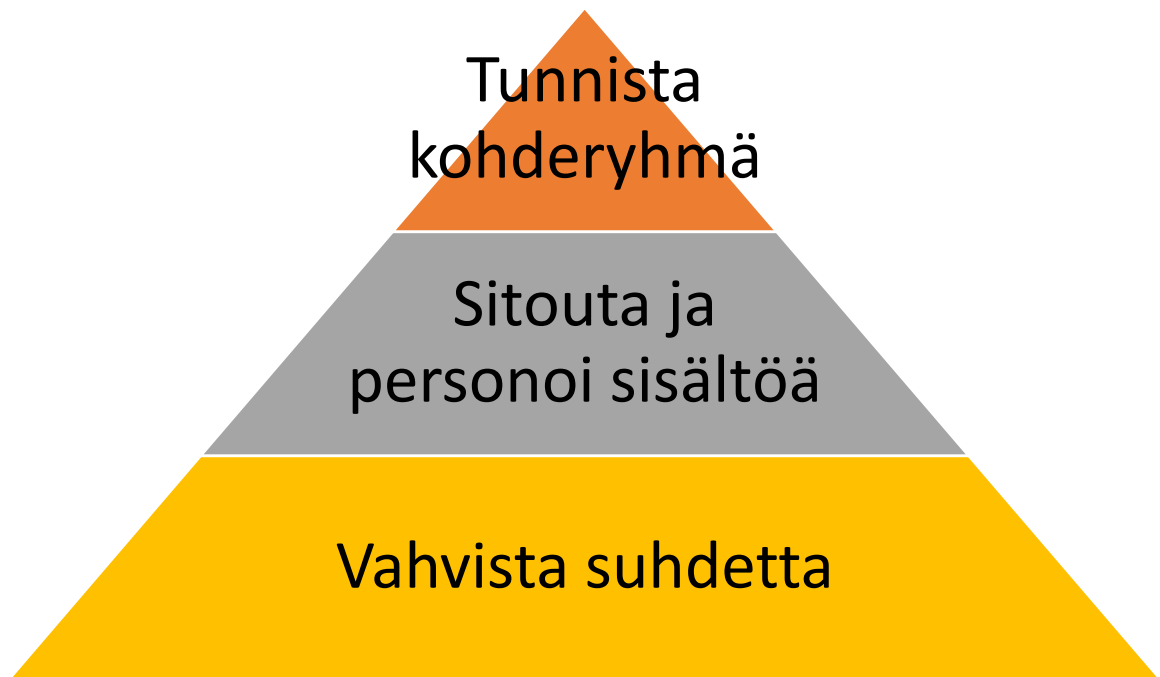 Tunnista
kohderyhmä
Sitouta ja
personoi sisältöä
Vahvista suhdetta